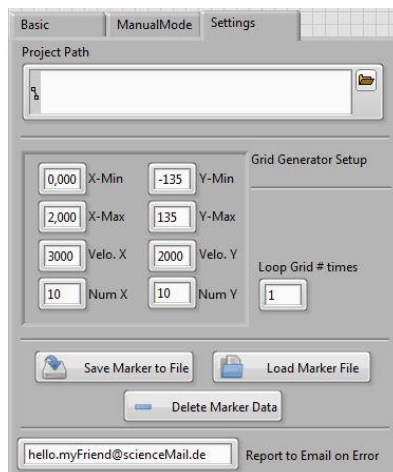 Basic ManualMode Settings
Project Path
Grid Generator Setup
0,000 X-Min -135 Y-Min
2,000 X-Max 135 Y-Max
3000 Velo. X 2000 Velo. Y
Loop Grid # times
10 Num X 10 Num Y 1
Save Marker to File Load Marker File
Delete Marker Data
hello.myFriend@scienceMail.de Report to Email on Error